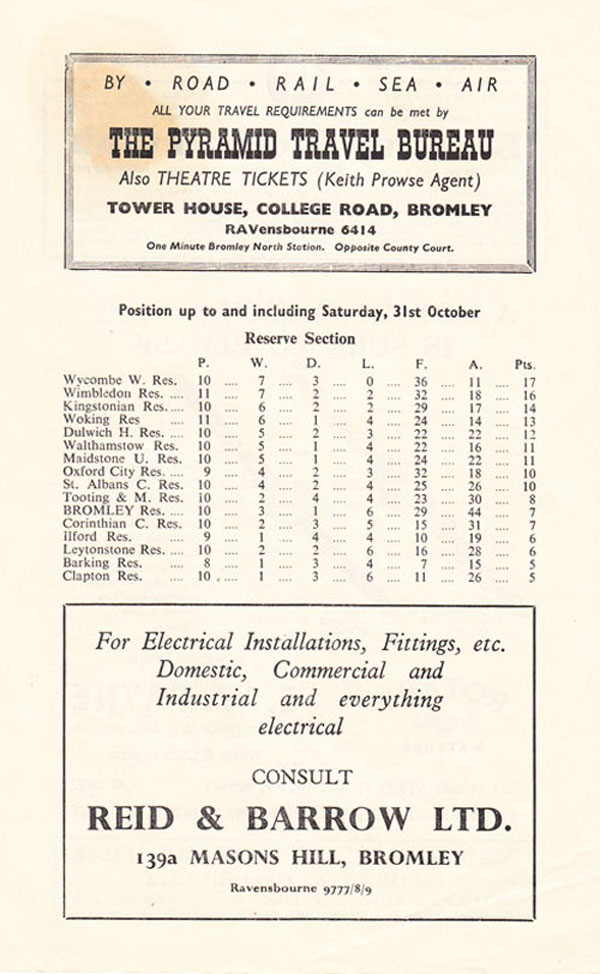 BY • ROAD • RAIL • SEA • AIR
ALL YOUR TRAVEL REQUIREMENTS can be met by
THE PYRAMID TRAVEL BUREAU
Also THEATRE TICKETS (Keith Prowse Agent)
TOWER HOUSE, COLLEGE ROAD, BROMLEY
RAVensbourne 6414
One Minute Bromley North Station. Opposite County Court.
Position up to and including Saturday, 31st October
Reserve Section
P. W. D. L. F. A. Pts.
Wycombe W. Res. 10 .... 7 .... 3 .... 0 .... 36 .... 11 .... 17
Wimbledon Res. .... 11 .... 7 .... 2 .... 2 .... 32 .... 18 .... 16
Kingstonian Res. .... 10 .... 6 .... 2 .... 2 .... 29 .... 17 .... 14
Woking Res .... 11 .... 6 .... 1 .... 4 .... 24 .... 14 .... 13
Dulwich H. Res. .... 10 .... 5 .... 2 .... 3 .... 22 .... 22 .... 12
Walthamstow Res. 10 .... 5 .... 1 .... 4 .... 22 .... 16 .... 11
Maidstone U. Res. 10 .... 5 .... 1 .... 4 .... 24 .... 22 .... 11
Oxford City Res. .... 9 .... 4 .... 2 .... 3 .... 32 .... 18 .... 10
St. Albans C. Res. 10 .... 4 .... 2 .... 4 .... 25 .... 26 .... 10
Tooting & M. Res. 10 .... 2 .... 4 .... 4 .... 23 .... 30 .... 8
BROMLEY Res. .... 10 .... 3 .... 1 .... 6 .... 29 .... 44 .... 7
Corinthian C. Res. 10 .... 2 .... 3 .... 5 .... 15 .... 31 .... 7
Ilford Res. .... 9 .... 1 .... 4 .... 4 .... 10 .... 19 .... 6
Leytonstone Res. .... 10 .... 2 .... 2 .... 6 .... 16 .... 28 .... 6
Barking Res. .... 8 .... 1 .... 3 .... 4 .... 7 .... 15 .... 5
Clapton Res. .... 10 .... 1 .... 3 .... 6 .... 11 .... 26 .... 5
For Electrical Installations, Fittings, etc.
Domestic, Commercial and
Industrial and everything
electrical
CONSULT
REID & BARROW LTD.
139a MASONS HILL, BROMLEY
Ravensbourne 9777/8/9